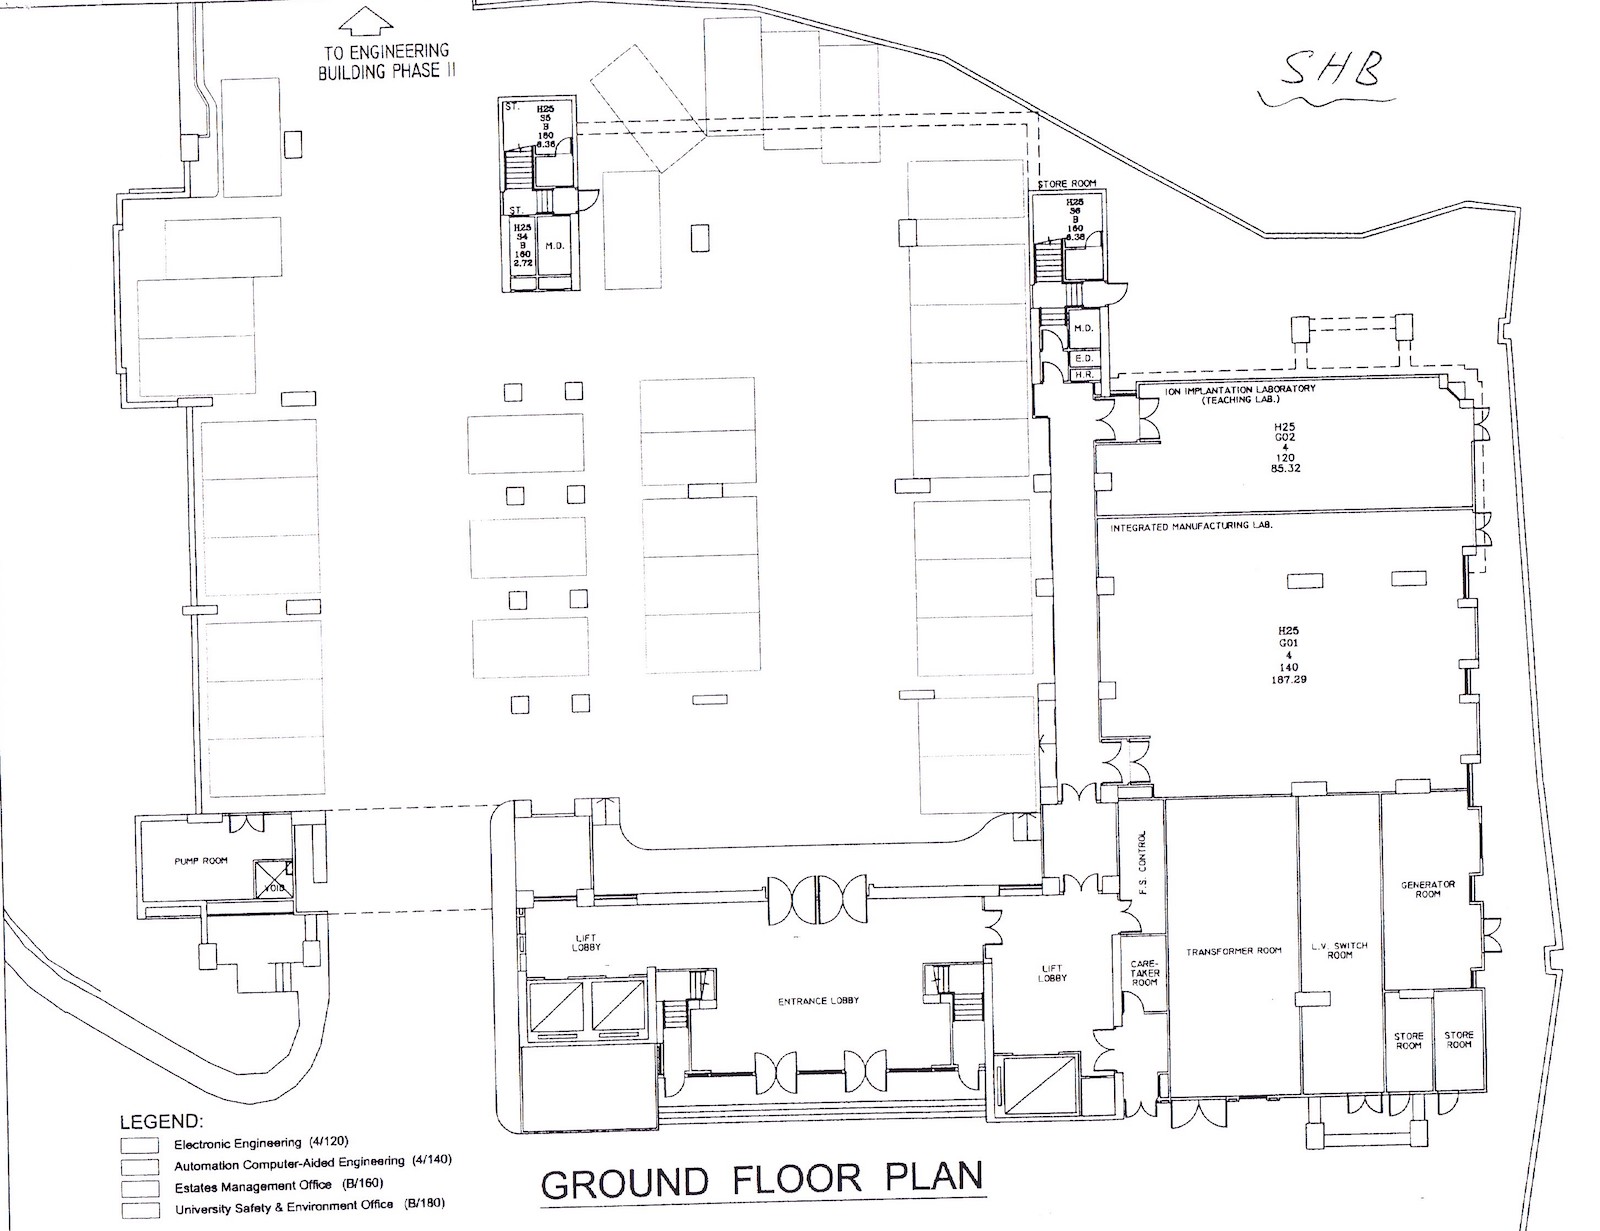 TO ENGINEERING
BUILDING PHASE II
SHB
ST.
H25
S5
B
160
6.36
ST.
H25
S4
B
160
2.72
M.D.
STORE ROOM
H25
S6
B
160
6.36
M.D.
E.D.
H.R.
ION IMPLANTATION LABORATORY
(TEACHING LAB.)
H25
G02
4
120
85.32
INTEGRATED MANUFACTURING LAB.
H25
G01
4
140
187.29
PUMP ROOM
VOID
LIFT
LOBBY
ENTRANCE LOBBY
LIFT
LOBBY
F.S. CONTROL
CARE-
TAKER
ROOM
TRANSFORMER ROOM
L.V. SWITCH
ROOM
GENERATOR
ROOM
STORE
ROOM
STORE
ROOM
LEGEND:
Electronic Engineering (4/120)
Automation Computer-Aided Engineering (4/140)
Estates Management Office (B/160)
University Safety & Environment Office (B/180)
GROUND FLOOR PLAN